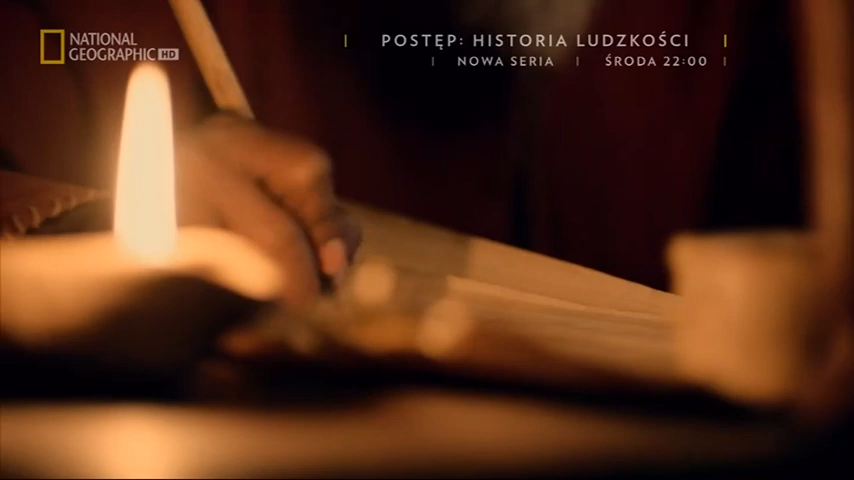 NATIONAL
GEOGRAPHIC HD
POSTĘP: HISTORIA LUDZKOŚCI
NOWA SERIA | ŚRODA 22:00